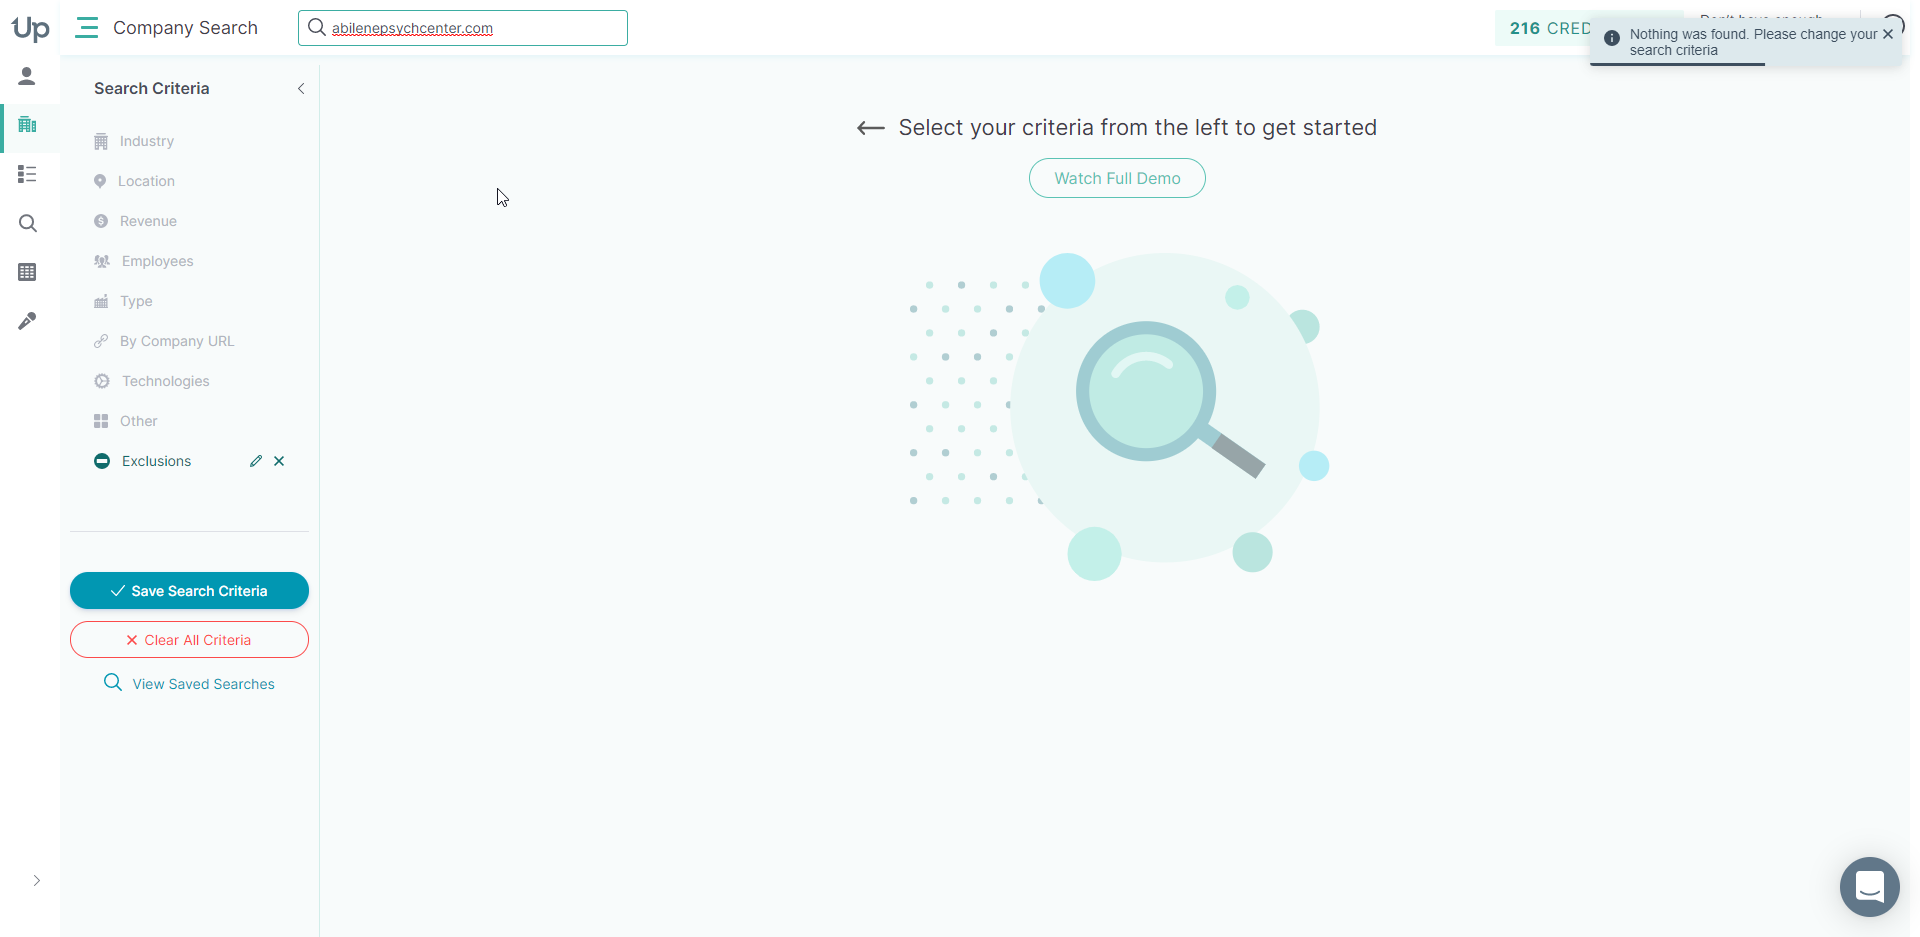 Up
Company Search
abilenepsychcenter.com
216 CRED
Nothing was found. Please change your
search criteria
Search Criteria
Industry
Location
Revenue
Employees
Type
By Company URL
Technologies
Other
Exclusions
Save Search Criteria
Clear All Criteria
View Saved Searches
Select your criteria from the left to get started
Watch Full Demo